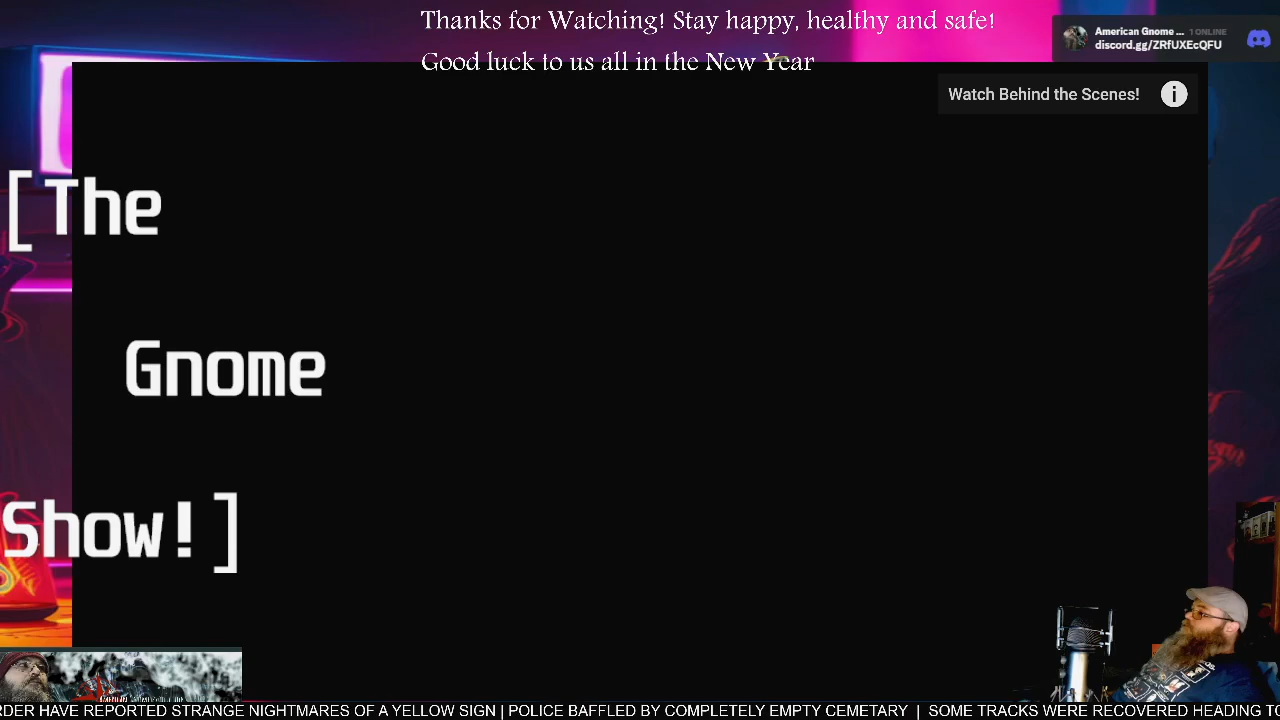 Thanks for Watching! Stay happy, healthy and safe!
Good luck to us all in the New Year
American Gnome ... 1 ONLINE
discord.gg/ZRfUXEcQFU
Watch Behind the Scenes! i
[The
Gnome
Show!]
RDER HAVE REPORTED STRANGE NIGHTMARES OF A YELLOW SIGN | POLICE BAFFLED BY COMPLETELY EMPTY CEMETARY | SOME TRACKS WERE RECOVERED HEADING TO